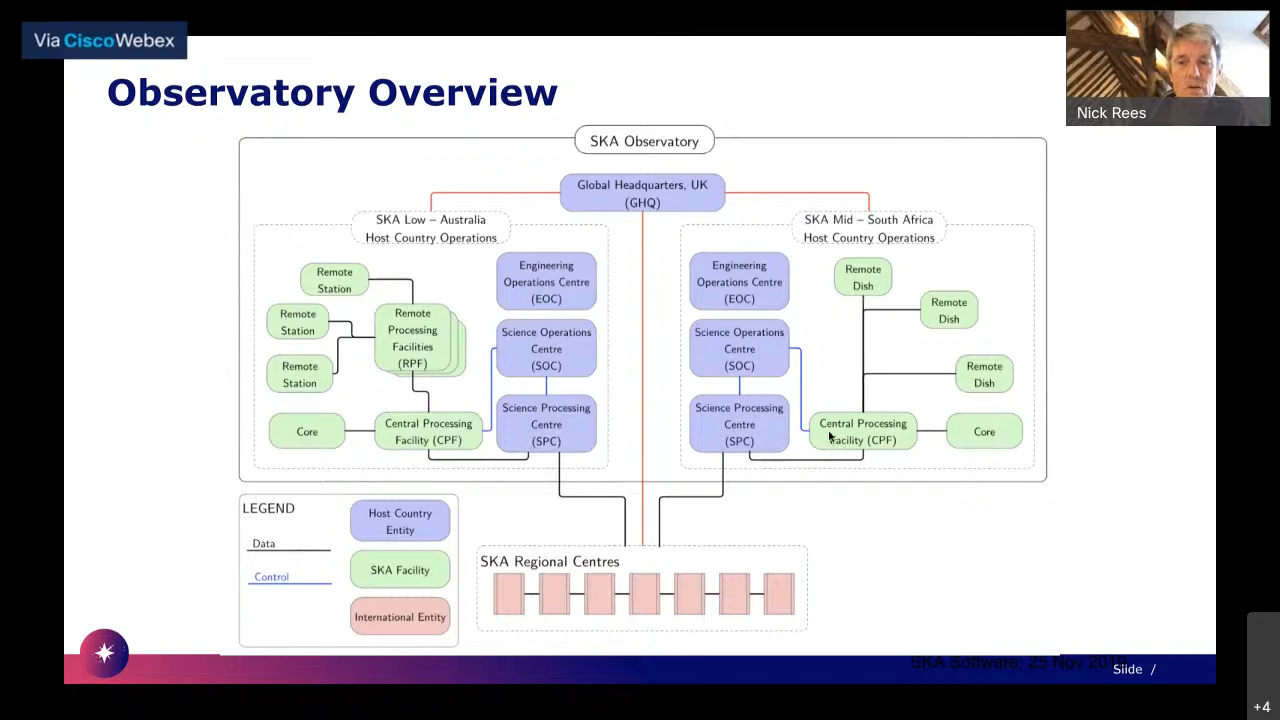 Via CiscoWebex
Nick Rees
Observatory Overview
SKA Observatory
Global Headquarters, UK
(GHQ)
SKA Low – Australia
Host Country Operations
Remote
Station
Remote
Station
Remote
Station
Remote
Processing
Facilities
(RPF)
Core
Central Processing
Facility (CPF)
Engineering
Operations Centre
(EOC)
Science Operations
Centre
(SOC)
Science Processing
Centre
(SPC)
SKA Mid – South Africa
Host Country Operations
Engineering
Operations Centre
(EOC)
Science Operations
Centre
(SOC)
Science Processing
Centre
(SPC)
Remote
Dish
Remote
Dish
Remote
Dish
Central Processing
Facility (CPF)
Core
LEGEND
Data
Control
Host Country
Entity
SKA Facility
International Entity
SKA Regional Centres
SKA Software: 25 Nov
Slide /
+4